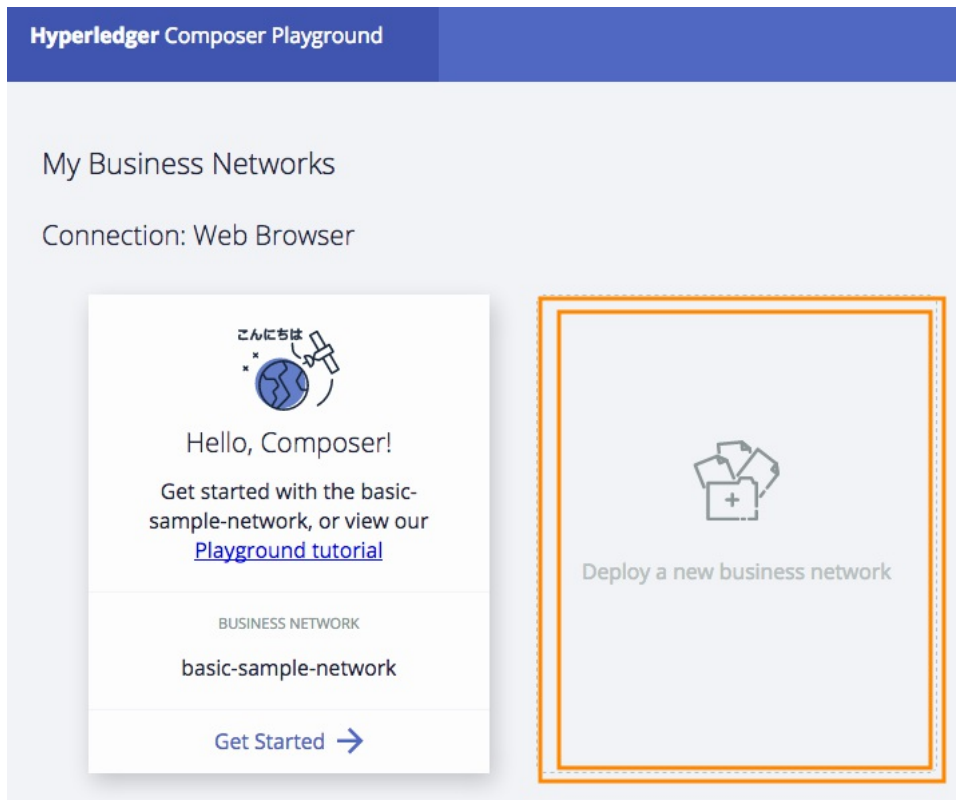 Hyperledger Composer Playground
My Business Networks
Connection: Web Browser
こんにちは
Hello, Composer!
Get started with the basic-
sample-network, or view our
Playground tutorial
BUSINESS NETWORK
basic-sample-network
Get Started
Deploy a new business network